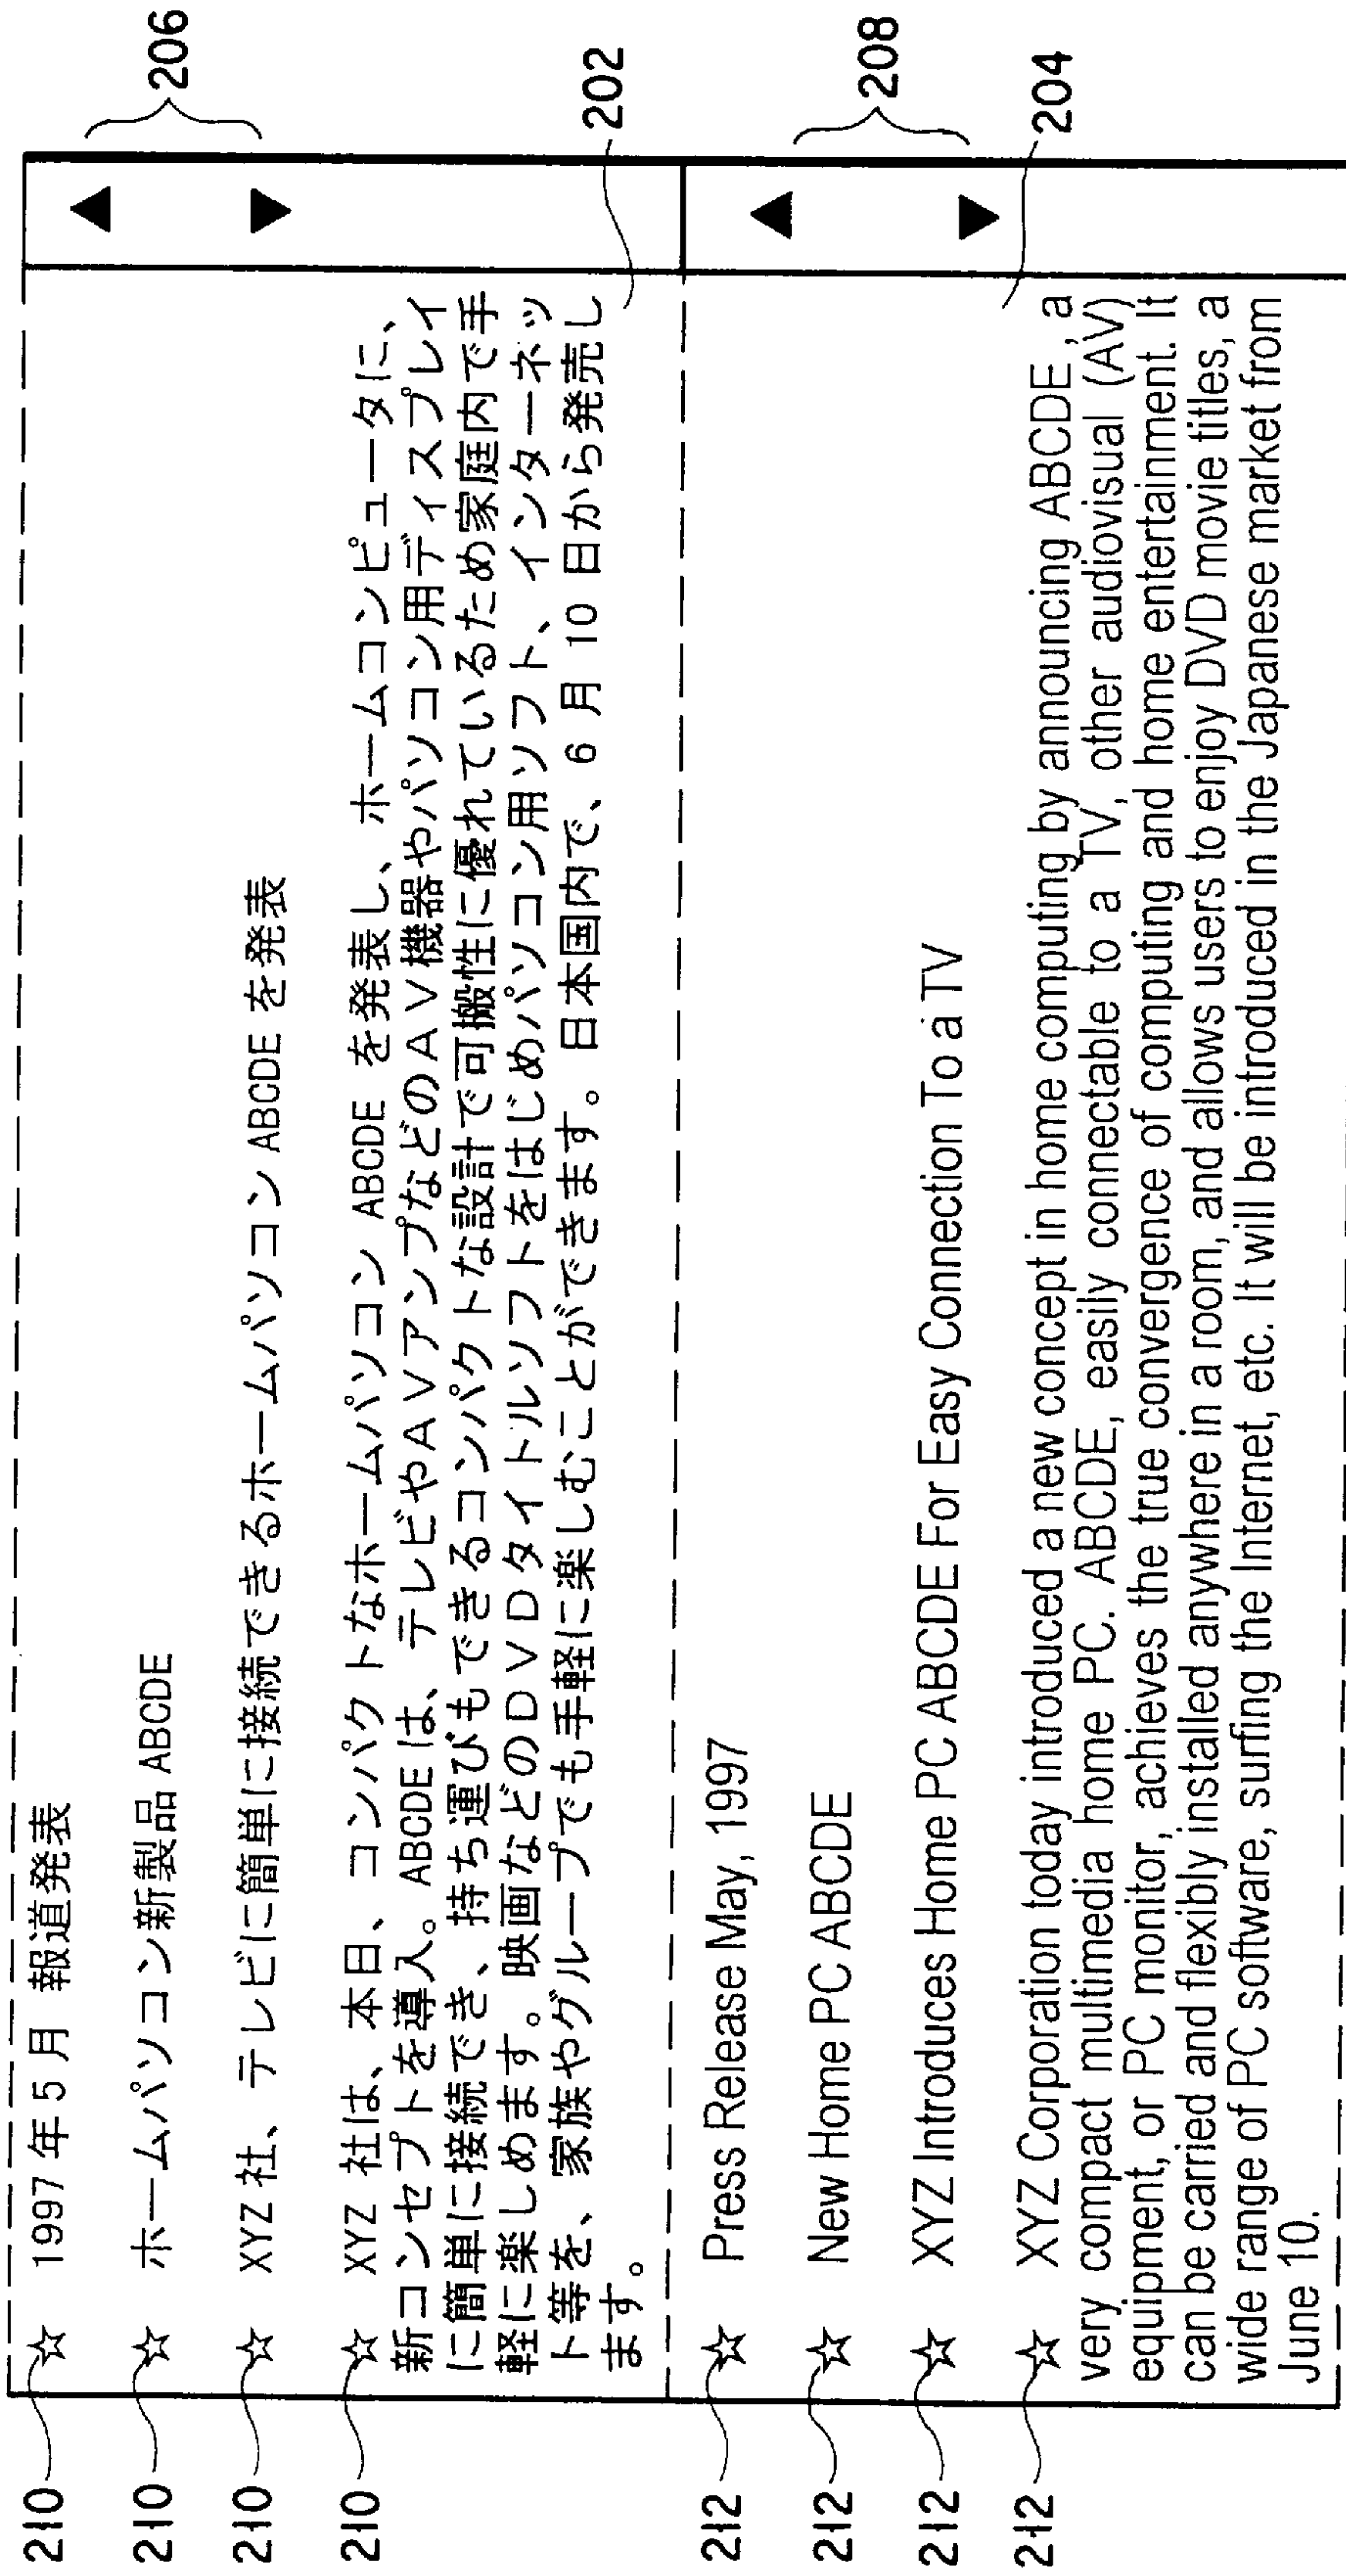 206
202
210 ☆ 1997 年 5 月 報道発表
210 ☆ ホームパソコン新製品 ABCDE
210 ☆ XYZ 社、テレビに簡単に接続できるホームパソコン ABCDE を発表
210 ☆ XYZ 社は、本日、コンパクトなホームパソコン ABCDE を発表し、ホームコンピュータに、
新コンセプトを導入。ABCDE は、テレビやAVアンプなどのAV機器やパソコン用ディスプレイ
に簡単に接続でき、持ち運びもできるコンパクトな設計で可搬性に優れているため家庭内で手
軽に楽しめます。映画などのDVDタイトルソフトをはじめパソコン用ソフト、インターネッ
ト等を、家族やグループでも手軽に楽しむことができます。日本国内で、6 月 10 日から発売し
ます。
208
204
212 ☆ Press Release May, 1997
212 ☆ New Home PC ABCDE
212 ☆ XYZ Introduces Home PC ABCDE For Easy Connection To a TV
212 ☆ XYZ Corporation today introduced a new concept in home computing by announcing ABCDE , a
very compact multimedia home PC. ABCDE, easily connectable to a TV, other audiovisual (AV)
equipment, or PC monitor, achieves the true convergence of computing and home entertainment. It
can be carried and flexibly installed anywhere in a room, and allows users to enjoy DVD movie titles, a
wide range of PC software, surfing the Internet, etc. It will be introduced in the Japanese market from
June 10.